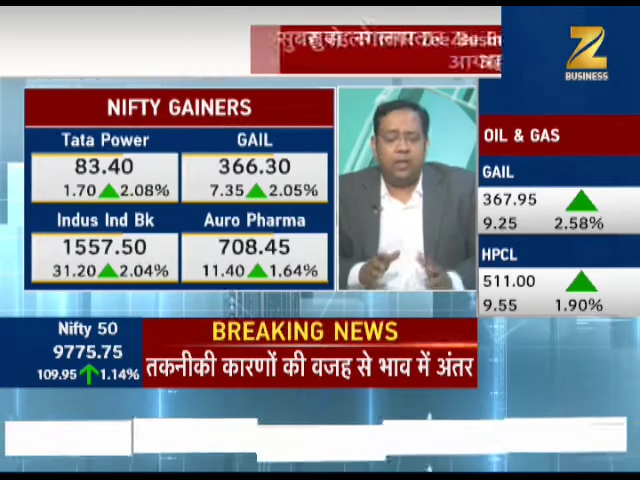 Z
BUSINESS
NIFTY GAINERS
Tata Power
GAIL
83.40
366.30
1.70 2.08%
7.35 2.05%
Indus Ind Bk
Auro Pharma
1557.50
708.45
31.20 2.04%
11.40 1.64%
OIL & GAS
GAIL
367.95
9.25 2.58%
HPCL
511.00
9.55 1.90%
Nifty 50
9775.75
109.95 1.14%
BREAKING NEWS
तकनीकी कारणों की वजह से भाव में अंतर